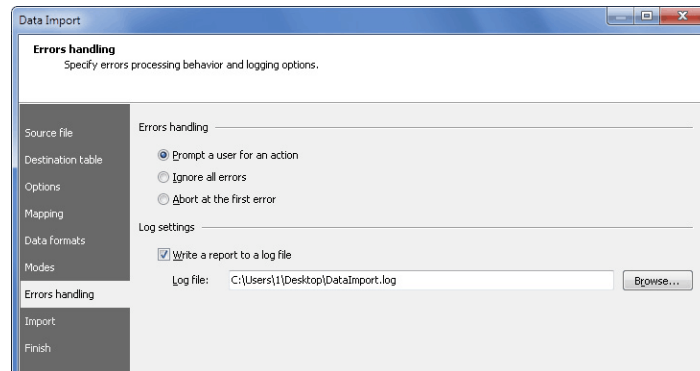 Data Import
Errors handling
Specify errors processing behavior and logging options.
Source file
Destination table
Options
Mapping
Data formats
Modes
Errors handling
Import
Finish
Errors handling
Prompt a user for an action
Ignore all errors
Abort at the first error
Log settings
Write a report to a log file
Log file: C:\Users\1\Desktop\DataImport.log Browse...